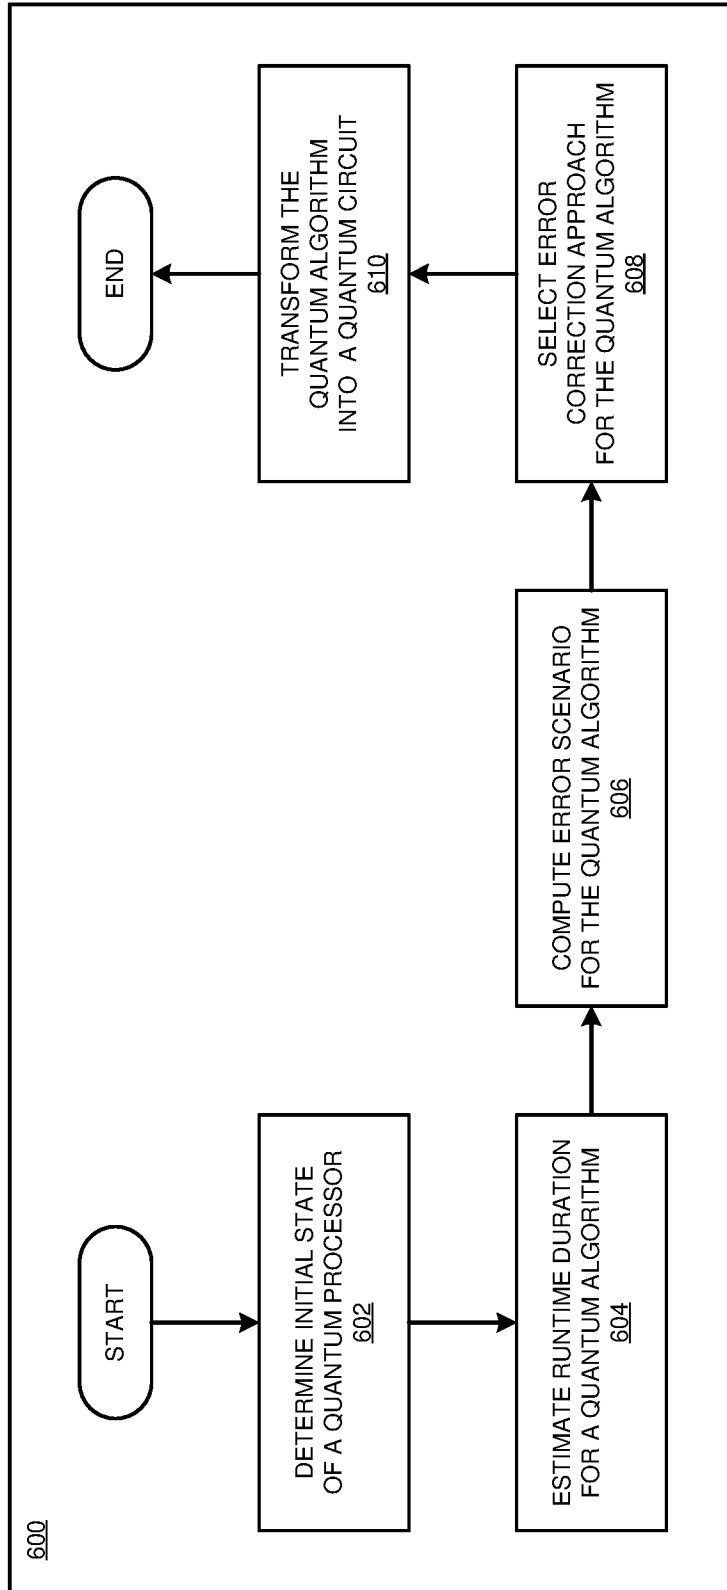 600
START
DETERMINE INITIAL STATE
OF A QUANTUM PROCESSOR
602
ESTIMATE RUNTIME DURATION
FOR A QUANTUM ALGORITHM
604
COMPUTE ERROR SCENARIO
FOR THE QUANTUM ALGORITHM
606
SELECT ERROR
CORRECTION APPROACH
FOR THE QUANTUM ALGORITHM
608
TRANSFORM THE
QUANTUM ALGORITHM
INTO A QUANTUM CIRCUIT
610
END